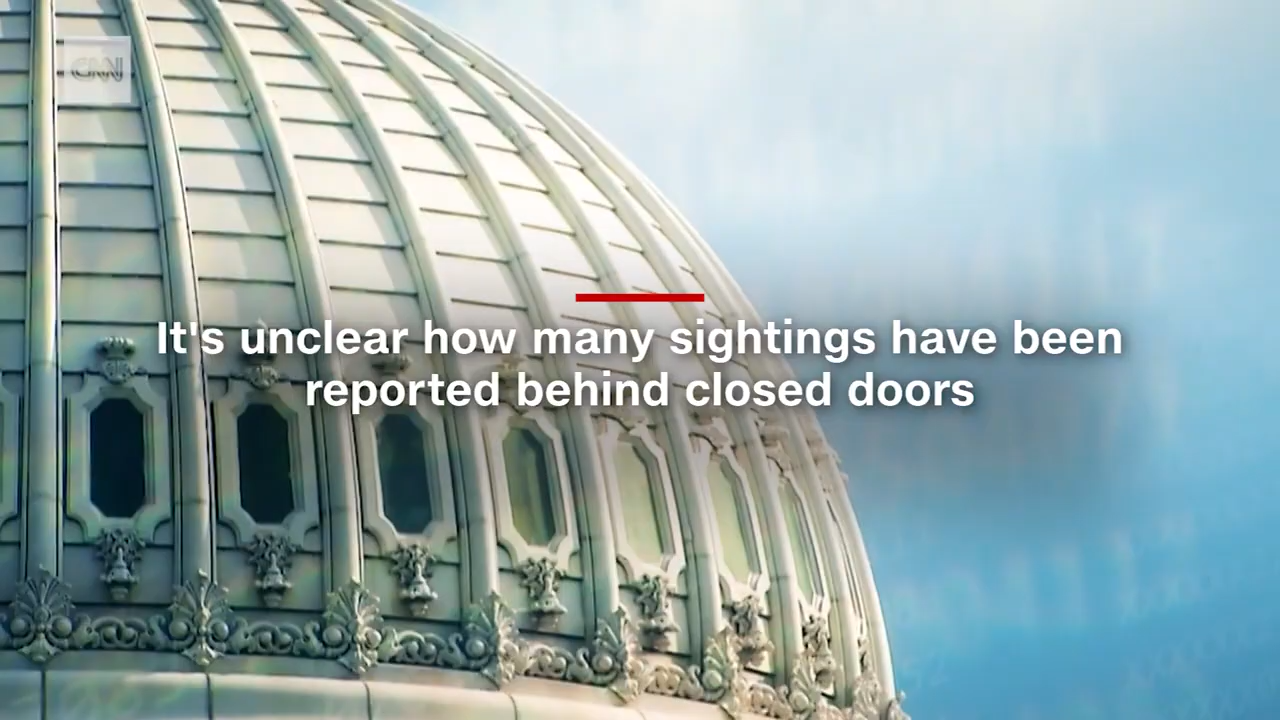 CNN
It's unclear how many sightings have been
reported behind closed doors